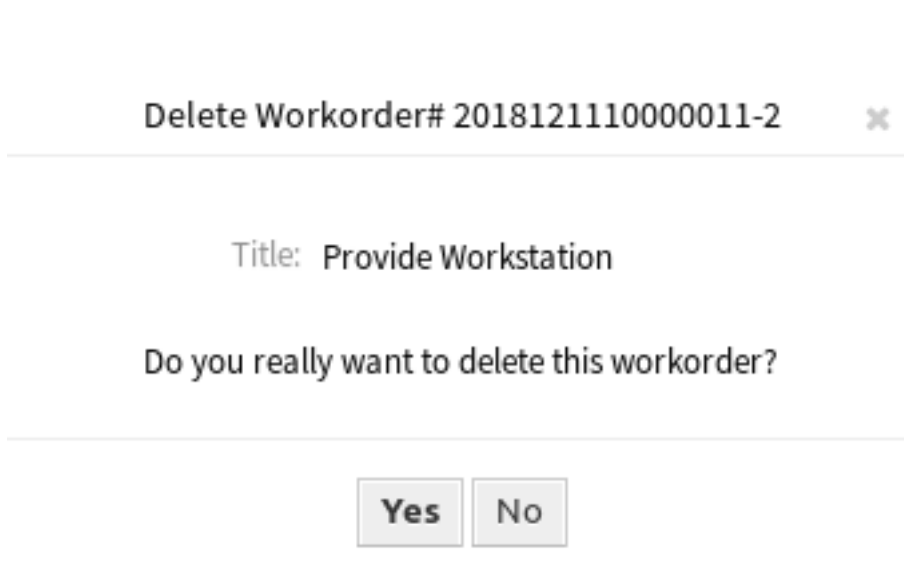 Delete Workorder# 2018121110000011-2
Title: Provide Workstation
Do you really want to delete this workorder?
Yes No